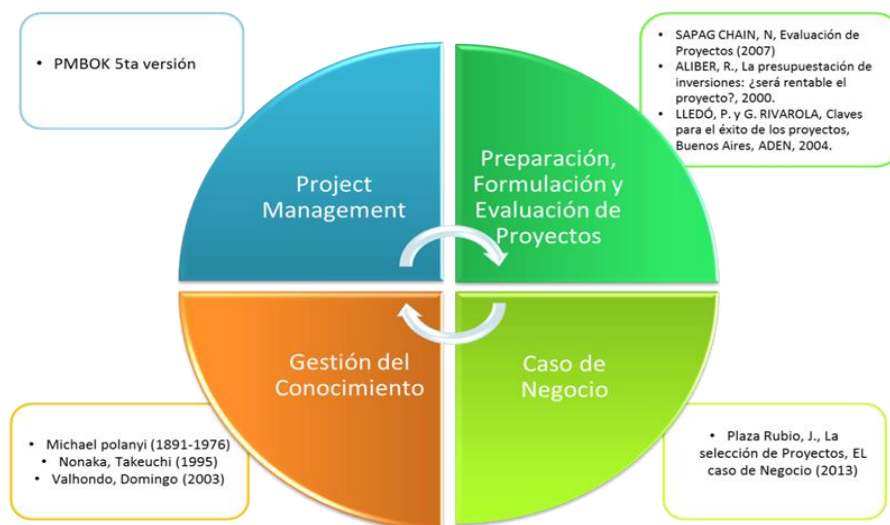 • PMBOK 5ta versión
• SAPAG CHAIN, N, Evaluación de
Proyectos (2007)
• ALIBER, R., La presupuestación de
inversiones: ¿será rentable el
proyecto?, 2000.
• LLEDÓ, P. y G. RIVAROLA, Claves
para el éxito de los proyectos,
Buenos Aires, ADEN, 2004.
Project
Management
Preparación,
Formulación y
Evaluación de
Proyectos
Gestión del
Conocimiento
Caso de
Negocio
• Michael polanyi (1891-1976)
• Nonaka, Takeuchi (1995)
• Valhondo, Domingo (2003)
• Plaza Rubio, J., La
selección de Proyectos, EL
caso de Negocio (2013)